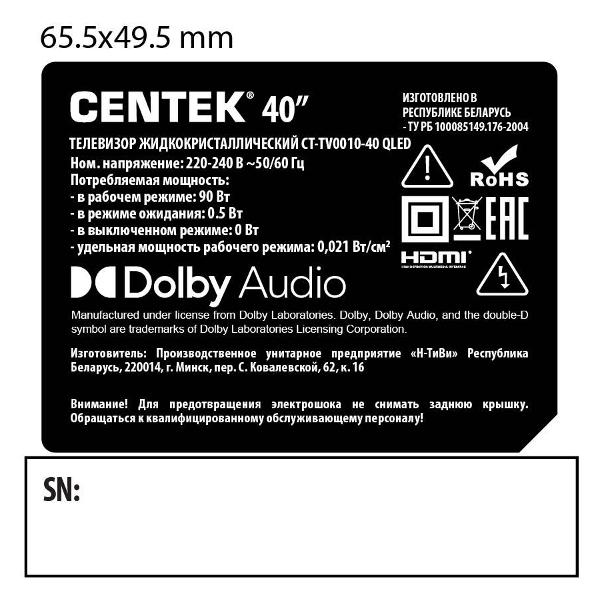 65.5x49.5 mm
CENTEK® 40”
ИЗГОТОВЛЕНО В
РЕСПУБЛИКЕ БЕЛАРУСЬ
- ТУ РБ 100085149.176-2004
ТЕЛЕВИЗОР ЖИДКОКРИСТАЛЛИЧЕСКИЙ CT-TV0010-40 QLED
Ном. напряжение: 220-240 В ~50/60 Гц
Потребляемая мощность:
- в рабочем режиме: 90 Вт
- в режиме ожидания: 0.5 Вт
- в выключенном режиме: 0 Вт
- удельная мощность рабочего режима: 0,021 Вт/см²
!
RoHS
EAC
HDMI
HIGH-DEFINITION MULTIMEDIA INTERFACE
Dolby Audio
Manufactured under license from Dolby Laboratories. Dolby, Dolby Audio, and the double-D
symbol are trademarks of Dolby Laboratories Licensing Corporation.
Изготовитель: Производственное унитарное предприятие «Н-ТиВи» Республика
Беларусь, 220014, г. Минск, пер. С. Ковалевской, 62, к. 16
Внимание! Для предотвращения электрошока не снимать заднюю крышку.
Обращаться к квалифицированному обслуживающему персоналу!
SN: